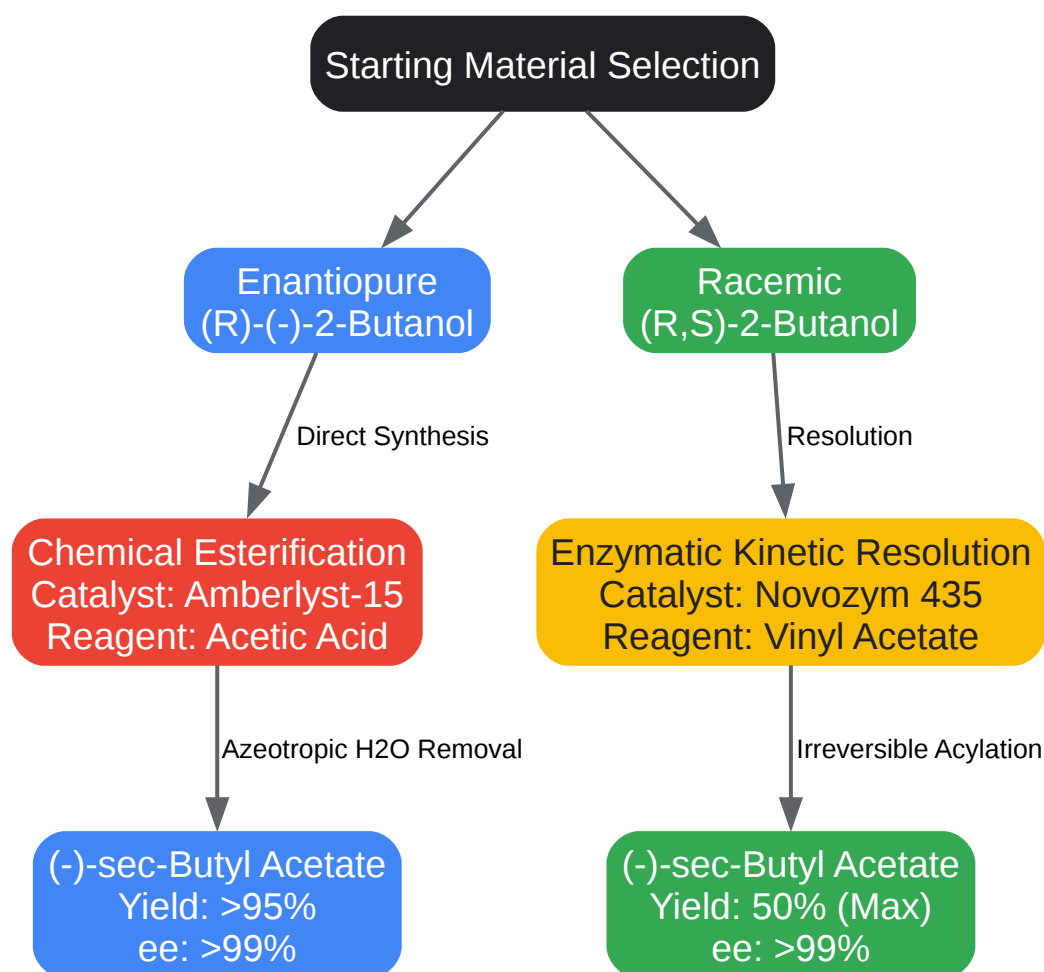 Starting Material Selection
Enantiopure
(R)-(-)-2-Butanol
Racemic
(R,S)-2-Butanol
Direct Synthesis
Resolution
Chemical Esterification
Catalyst: Amberlyst-15
Reagent: Acetic Acid
Enzymatic Kinetic Resolution
Catalyst: Novozym 435
Reagent: Vinyl Acetate
Azeotropic H2O Removal
Irreversible Acylation
(-)-sec-Butyl Acetate
Yield: >95%
ee: >99%
(-)-sec-Butyl Acetate
Yield: 50% (Max)
ee: >99%